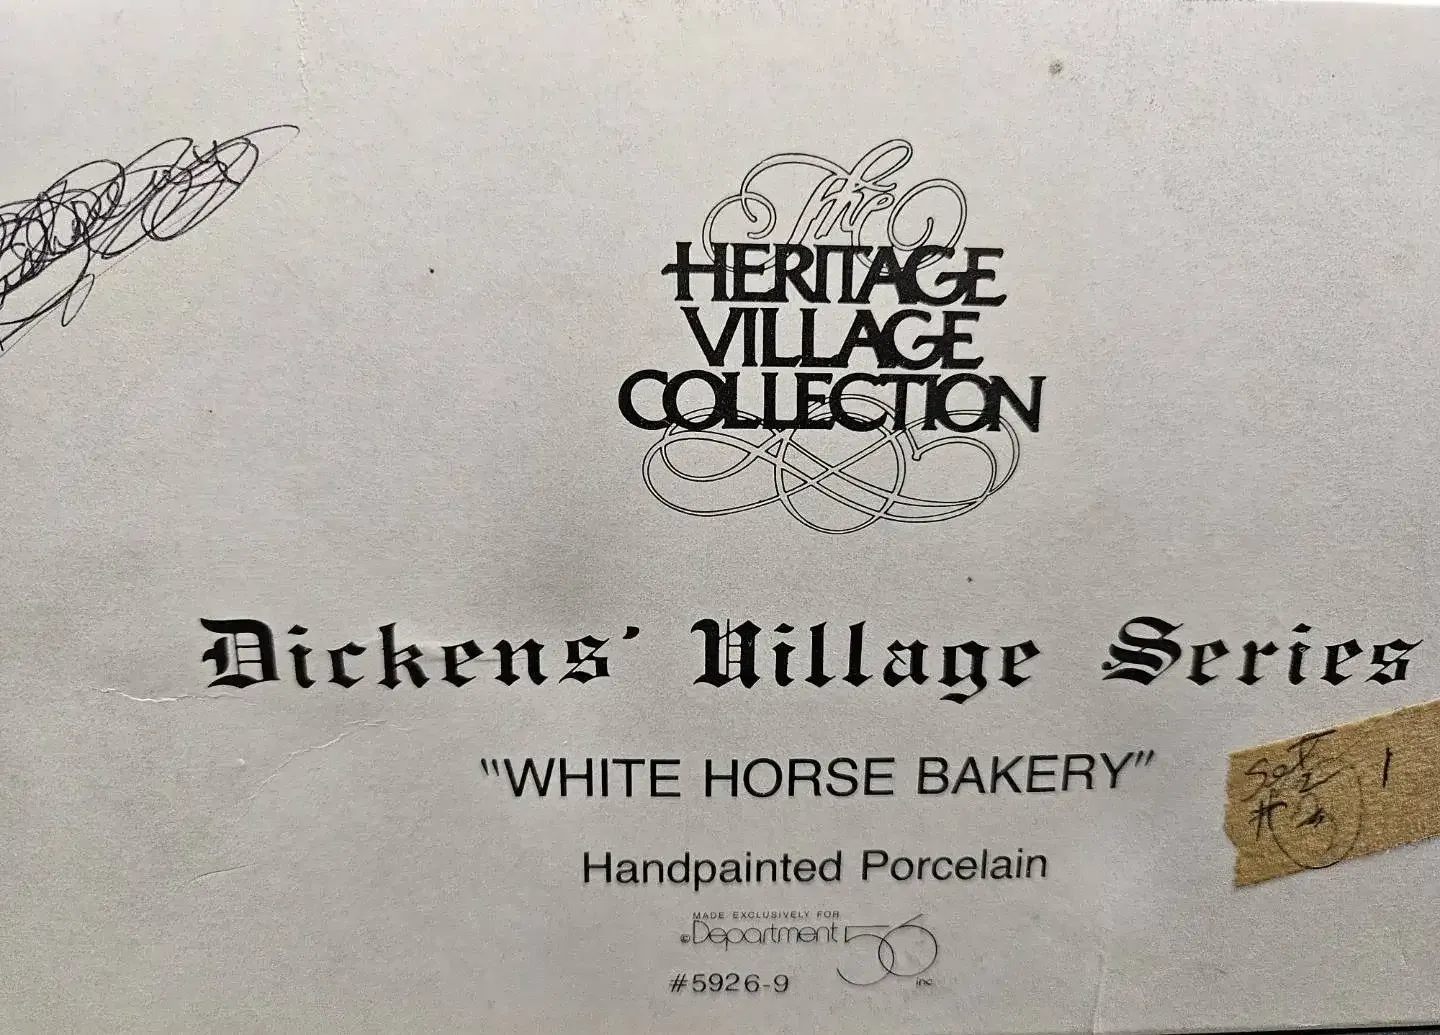 The
HERITAGE
VILLAGE
COLLECTION
Dickens' Village Series
"WHITE HORSE BAKERY"
Handpainted Porcelain
MADE EXCLUSIVELY FOR
©Department 56 inc
#5926-9